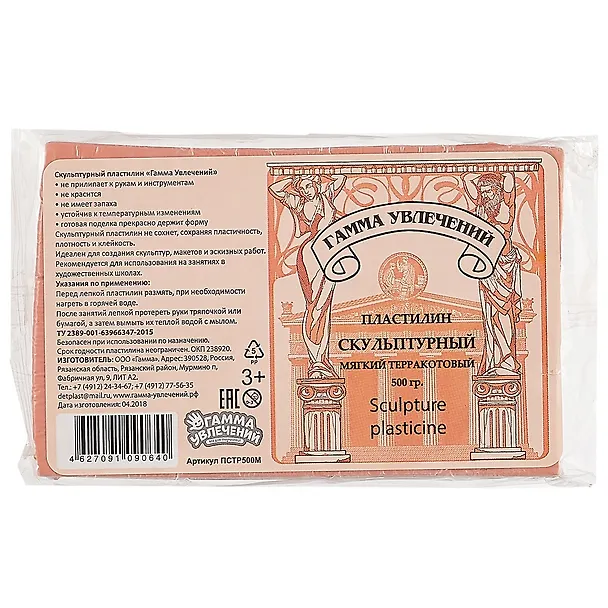 Скульптурный пластилин «Гамма Увлечений»
• не прилипает к рукам и инструментам
• не красится
• не имеет запаха
• устойчив к температурным изменениям
• готовая поделка прекрасно держит форму
Скульптурный пластилин не сохнет, сохраняя пластичность,
плотность и клейкость.
Идеален для создания скульптур, макетов и эскизных работ.
Рекомендуется для использования на занятиях в
художественных школах.
Указания по применению:
Перед лепкой пластилин размять, при необходимости
нагреть в горячей воде.
После занятий лепкой протереть руки тряпочкой или
бумагой, а затем вымыть их теплой водой с мылом.
ТУ 2389-001-63966347-2015
Безопасен при использовании по назначению.
Срок годности пластилина неограничен. ОКП 238920.
ИЗГОТОВИТЕЛЬ: ООО «Гамма», Адрес: 390528, Россия,
Рязанская область, Рязанский район, Мурмино п,
Фабричная ул, 9, ЛИТ А2.
Тел./факс: +7 (4912) 24-34-67; +7 (4912) 77-56-35
detplast@mail.ru, www.гамма-увлечений.рф
Дата изготовления: 04.2018
5
PP
EAC
3+
4 627091 090640
ГАММА
УВЛЕЧЕНИЙ
Артикул ПСТР500М
ГАММА УВЛЕЧЕНИЙ
ПЛАСТИЛИН
СКУЛЬПТУРНЫЙ
МЯГКИЙ ТЕРРАКОТОВЫЙ
500 гр.
Sculpture
plasticine